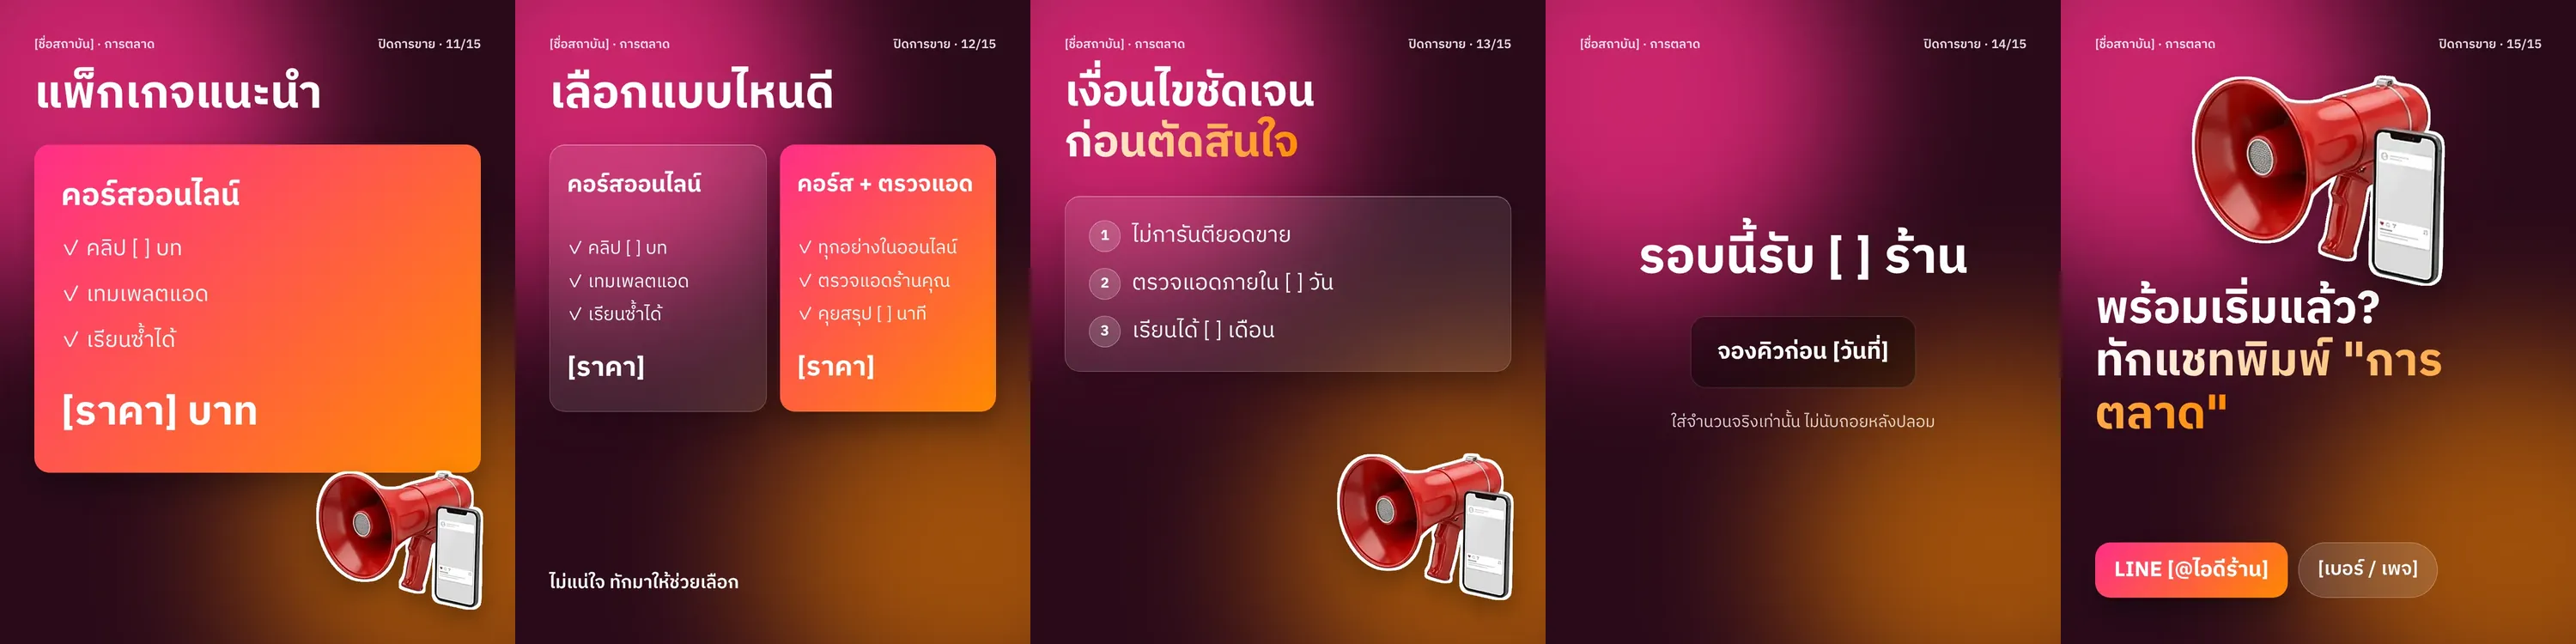 [ชื่อสถาบัน] · การตลาด
ปิดการขาย · 11/15
แพ็กเกจแนะนำ
คอร์สออนไลน์
✓ คลิป [ ] บท
✓ เทมเพลตแอด
✓ เรียนซ้ำได้
[ราคา] บาท
[ชื่อสถาบัน] · การตลาด
ปิดการขาย · 12/15
เลือกแบบไหนดี
คอร์สออนไลน์
✓ คลิป [ ] บท
✓ เทมเพลตแอด
✓ เรียนซ้ำได้
[ราคา]
คอร์ส + ตรวจแอด
✓ ทุกอย่างในออนไลน์
✓ ตรวจแอดร้านคุณ
✓ คุยสรุป [ ] นาที
[ราคา]
ไม่แน่ใจ ทักมาให้ช่วยเลือก
[ชื่อสถาบัน] · การตลาด
ปิดการขาย · 13/15
เงื่อนไขชัดเจน
ก่อนตัดสินใจ
1 ไม่การันตียอดขาย
2 ตรวจแอดภายใน [ ] วัน
3 เรียนได้ [ ] เดือน
[ชื่อสถาบัน] · การตลาด
ปิดการขาย · 14/15
รอบนี้รับ [ ] ร้าน
จองคิวก่อน [วันที่]
ใส่จำนวนจริงเท่านั้น ไม่นับถอยหลังปลอม
[ชื่อสถาบัน] · การตลาด
ปิดการขาย · 15/15
พร้อมเริ่มแล้ว?
ทักแชทพิมพ์ "การ
ตลาด"
LINE [@ไอดีร้าน]
[เบอร์ / เพจ]